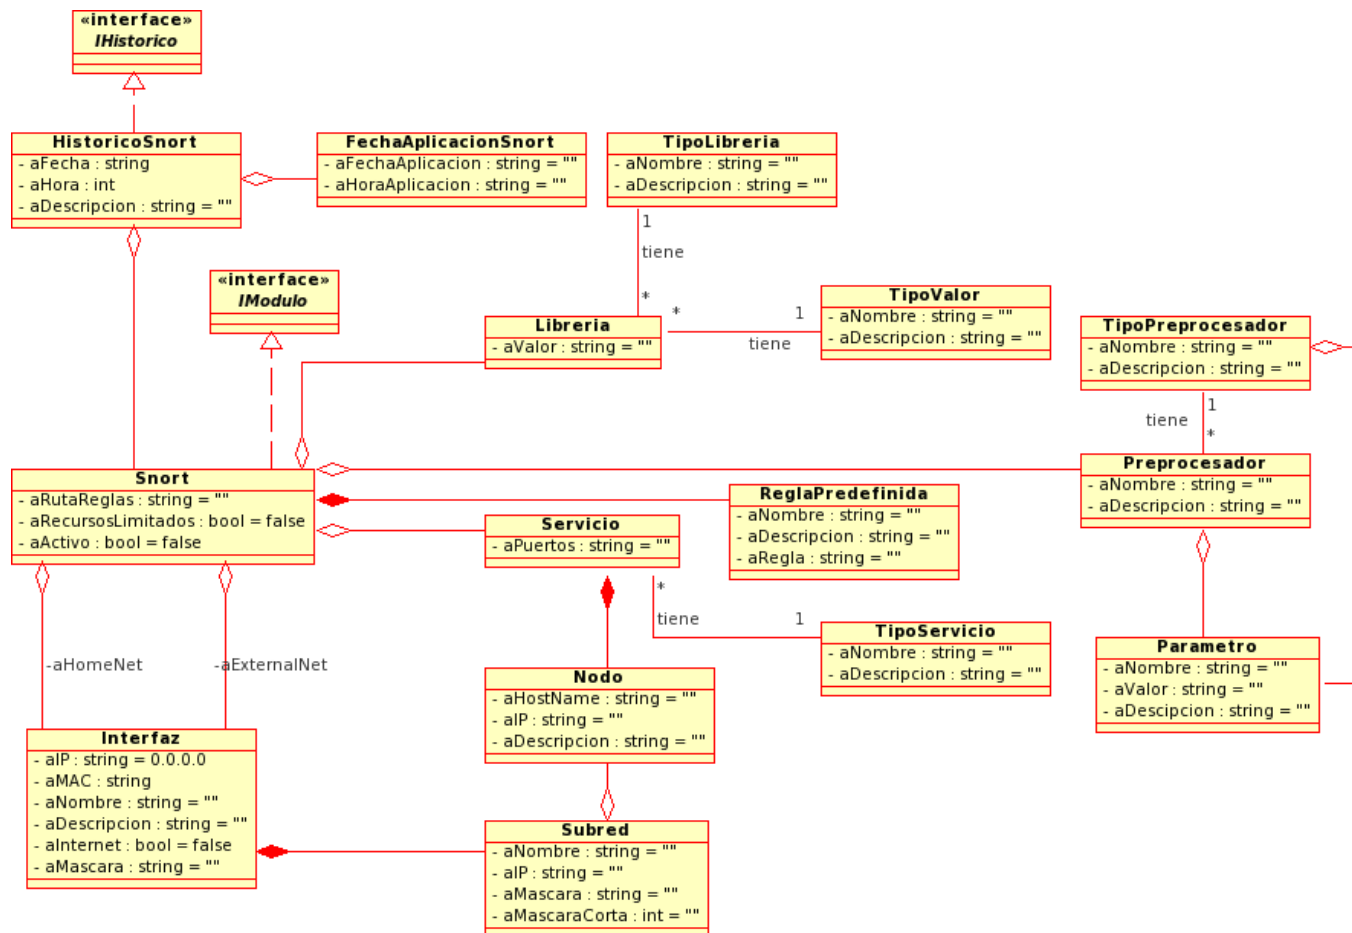 «interface»
IHistorico
HistoricoSnort
- aFecha : string
- aHora : int
- aDescripcion : string = ""
FechaAplicacionSnort
- aFechaAplicacion : string = ""
- aHoraAplicacion : string = ""
TipoLibreria
- aNombre : string = ""
- aDescripcion : string = ""
1
tiene
*
«interface»
IModulo
Libreria
- aValor : string = ""
*
1
tiene
TipoValor
- aNombre : string = ""
- aDescripcion : string = ""
TipoPreprocesador
- aNombre : string = ""
- aDescripcion : string = ""
1
tiene
*
Snort
- aRutaReglas : string = ""
- aRecursosLimitados : bool = false
- aActivo : bool = false
Preprocesador
- aNombre : string = ""
- aDescripcion : string = ""
ReglaPredefinida
- aNombre : string = ""
- aDescripcion : string = ""
- aRegla : string = ""
Servicio
- aPuertos : string = ""
*
tiene
1
TipoServicio
- aNombre : string = ""
- aDescripcion : string = ""
Parametro
- aNombre : string = ""
- aValor : string = ""
- aDescipcion : string = ""
-aHomeNet
-aExternalNet
Nodo
- aHostName : string = ""
- aIP : string = ""
- aDescripcion : string = ""
Interfaz
- aIP : string = 0.0.0.0
- aMAC : string
- aNombre : string = ""
- aDescripcion : string = ""
- aInternet : bool = false
- aMascara : string = ""
Subred
- aNombre : string = ""
- aIP : string = ""
- aMascara : string = ""
- aMascaraCorta : int = ""